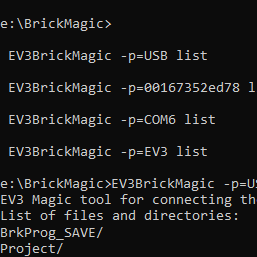 e:\BrickMagic>
EV3BrickMagic -p=USB list
EV3BrickMagic -p=00167352ed78 l
EV3BrickMagic -p=COM6 list
EV3BrickMagic -p=EV3 list
e:\BrickMagic>EV3BrickMagic -p=U
EV3 Magic tool for connecting th
List of files and directories:
BrkProg_SAVE/
Project/